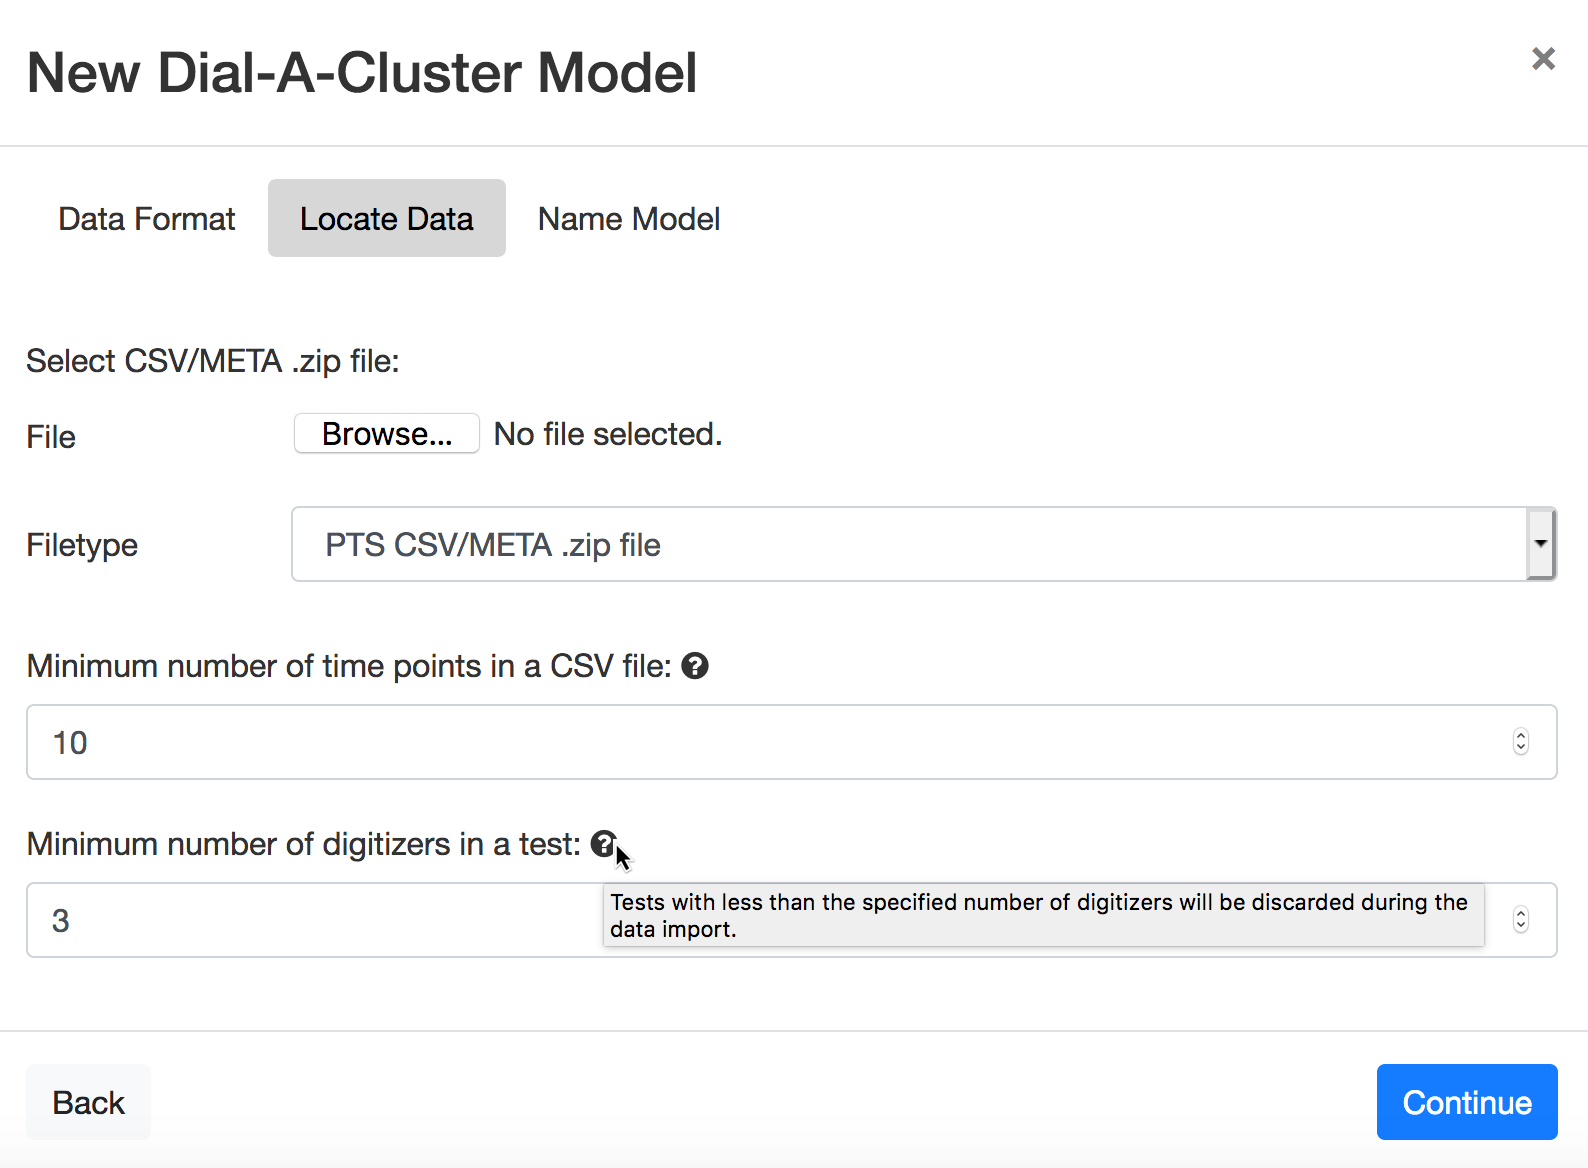 New Dial-A-Cluster Model
×
Data Format Locate Data Name Model
Select CSV/META .zip file:
File Browse... No file selected.
Filetype PTS CSV/META .zip file
Minimum number of time points in a CSV file: ?
10
Minimum number of digitizers in a test: ?
3
Tests with less than the specified number of digitizers will be discarded during the
data import.
Back Continue